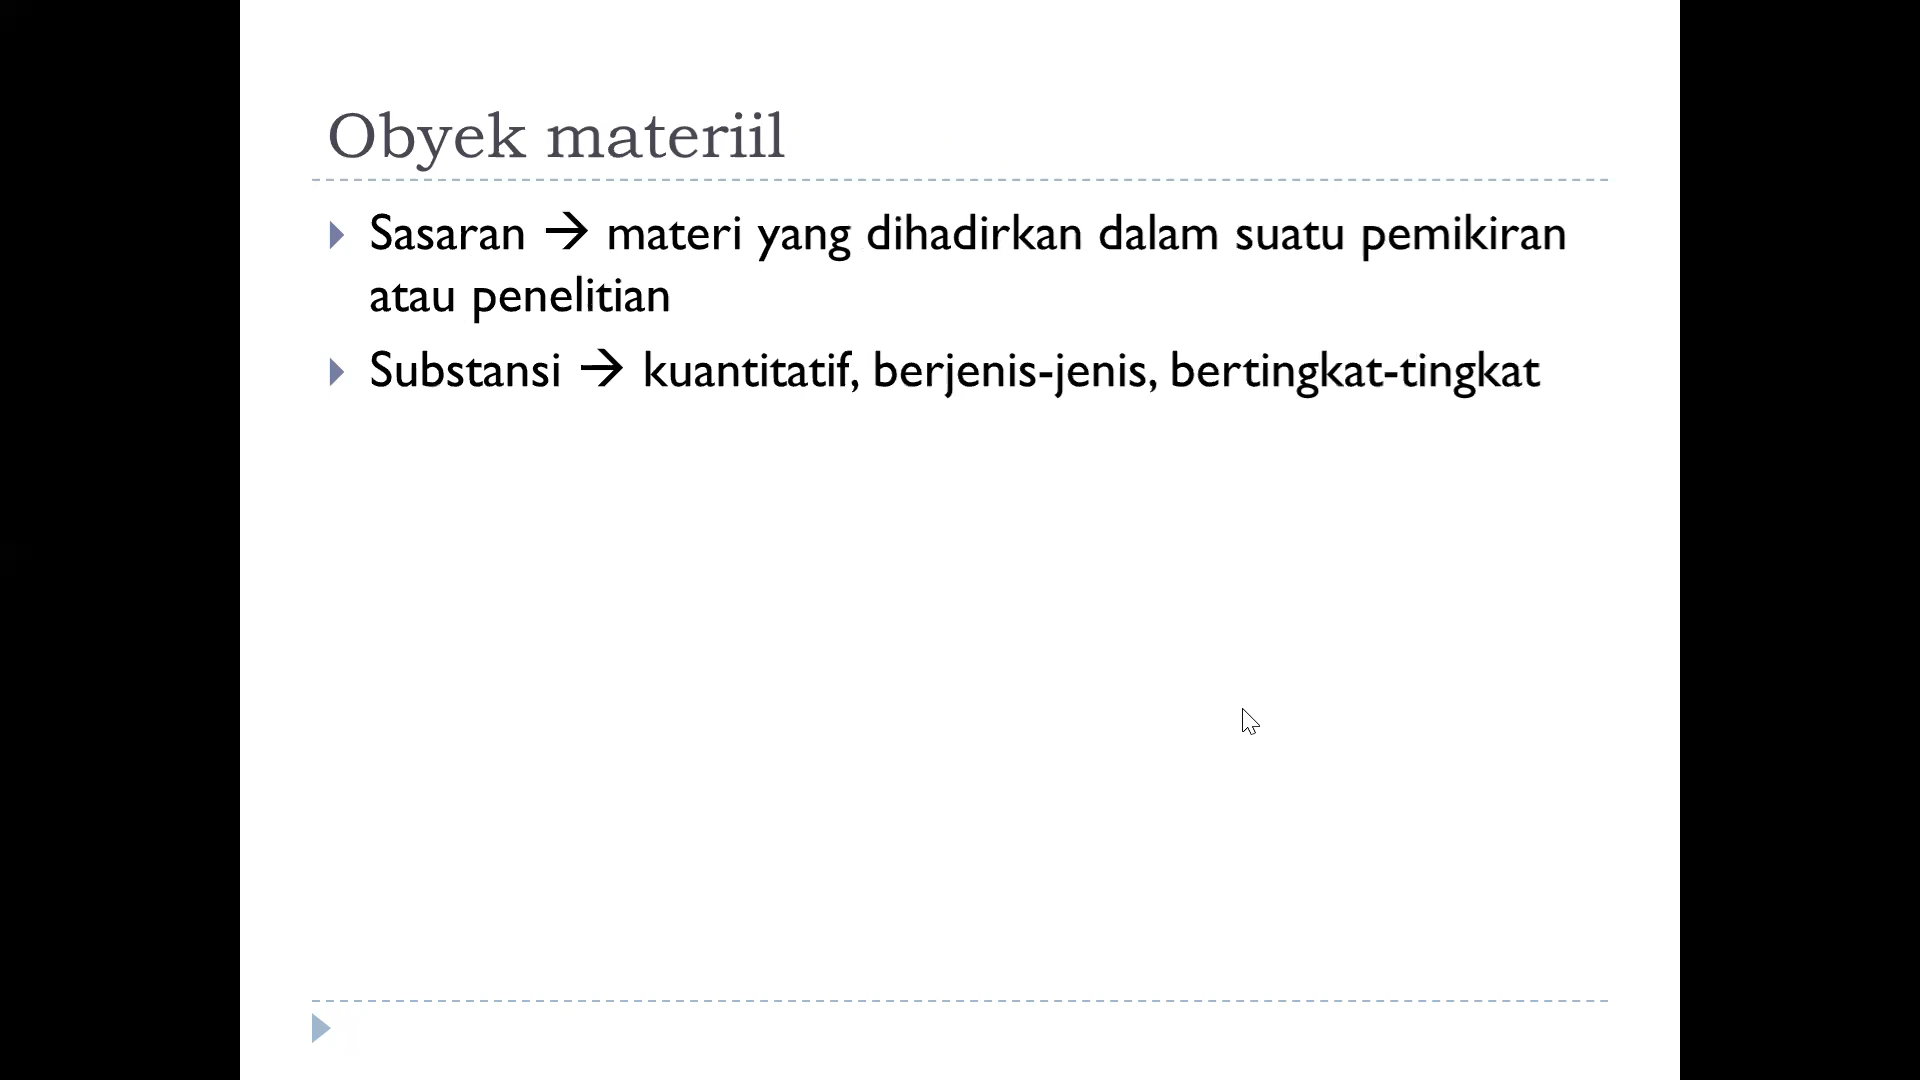 Obyek materiil
Sasaran → materi yang dihadirkan dalam suatu pemikiran
atau penelitian
Substansi → kuantitatif, berjenis-jenis, bertingkat-tingkat